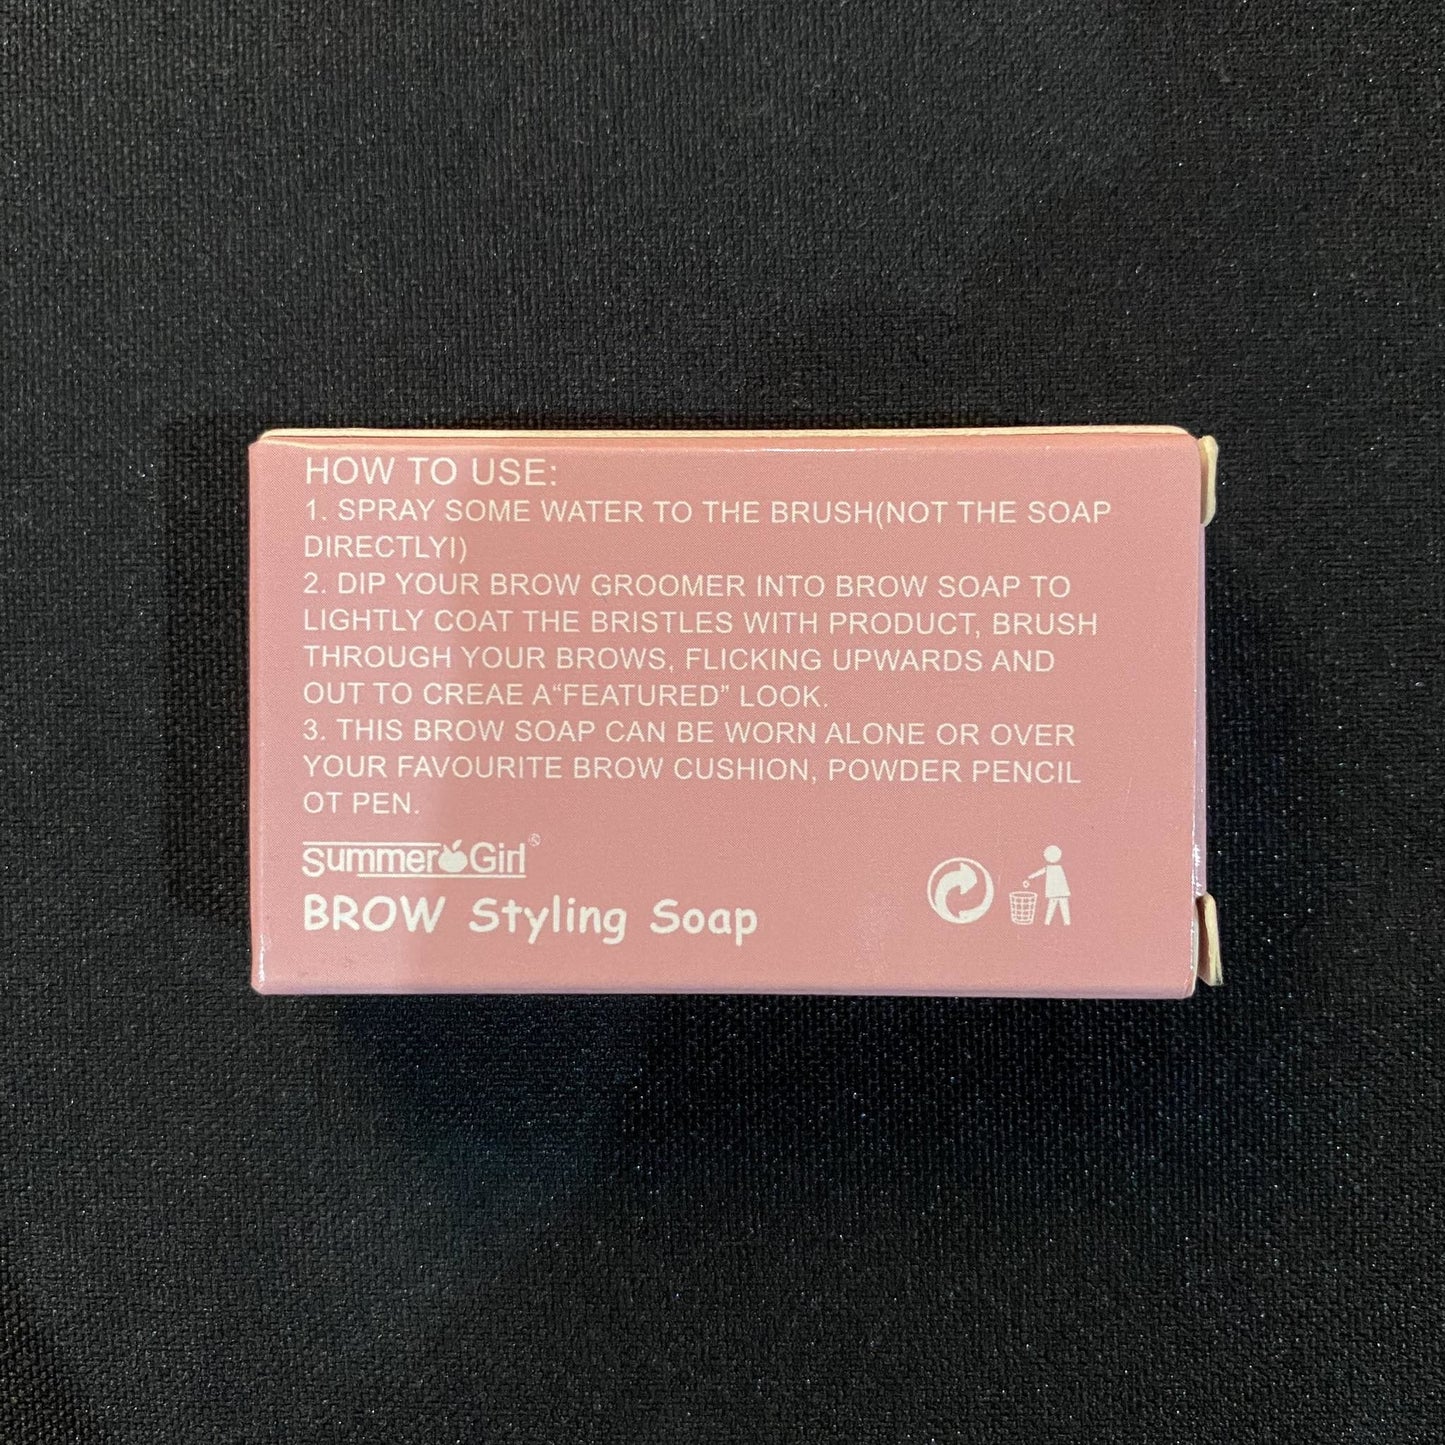 HOW TO USE:
1. SPRAY SOME WATER TO THE BRUSH(NOT THE SOAP
DIRECTLYI)
2. DIP YOUR BROW GROOMER INTO BROW SOAP TO
LIGHTLY COAT THE BRISTLES WITH PRODUCT, BRUSH
THROUGH YOUR BROWS, FLICKING UPWARDS AND
OUT TO CREAE A“FEATURED” LOOK.
3. THIS BROW SOAP CAN BE WORN ALONE OR OVER
YOUR FAVOURITE BROW CUSHION, POWDER PENCIL
OT PEN.
Summer Girl®
BROW Styling Soap